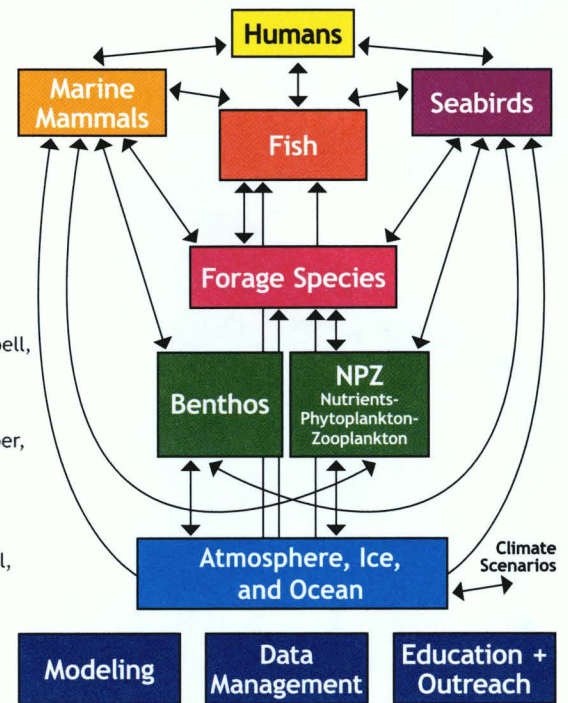 Humans
Marine
Mammals
Seabirds
Fish
Forage Species
Benthos
NPZ
Nutrients-
Phytoplankton-
Zooplankton
Atmosphere, Ice,
and Ocean
Climate
Scenarios
Modeling
Data
Management
Education +
Outreach